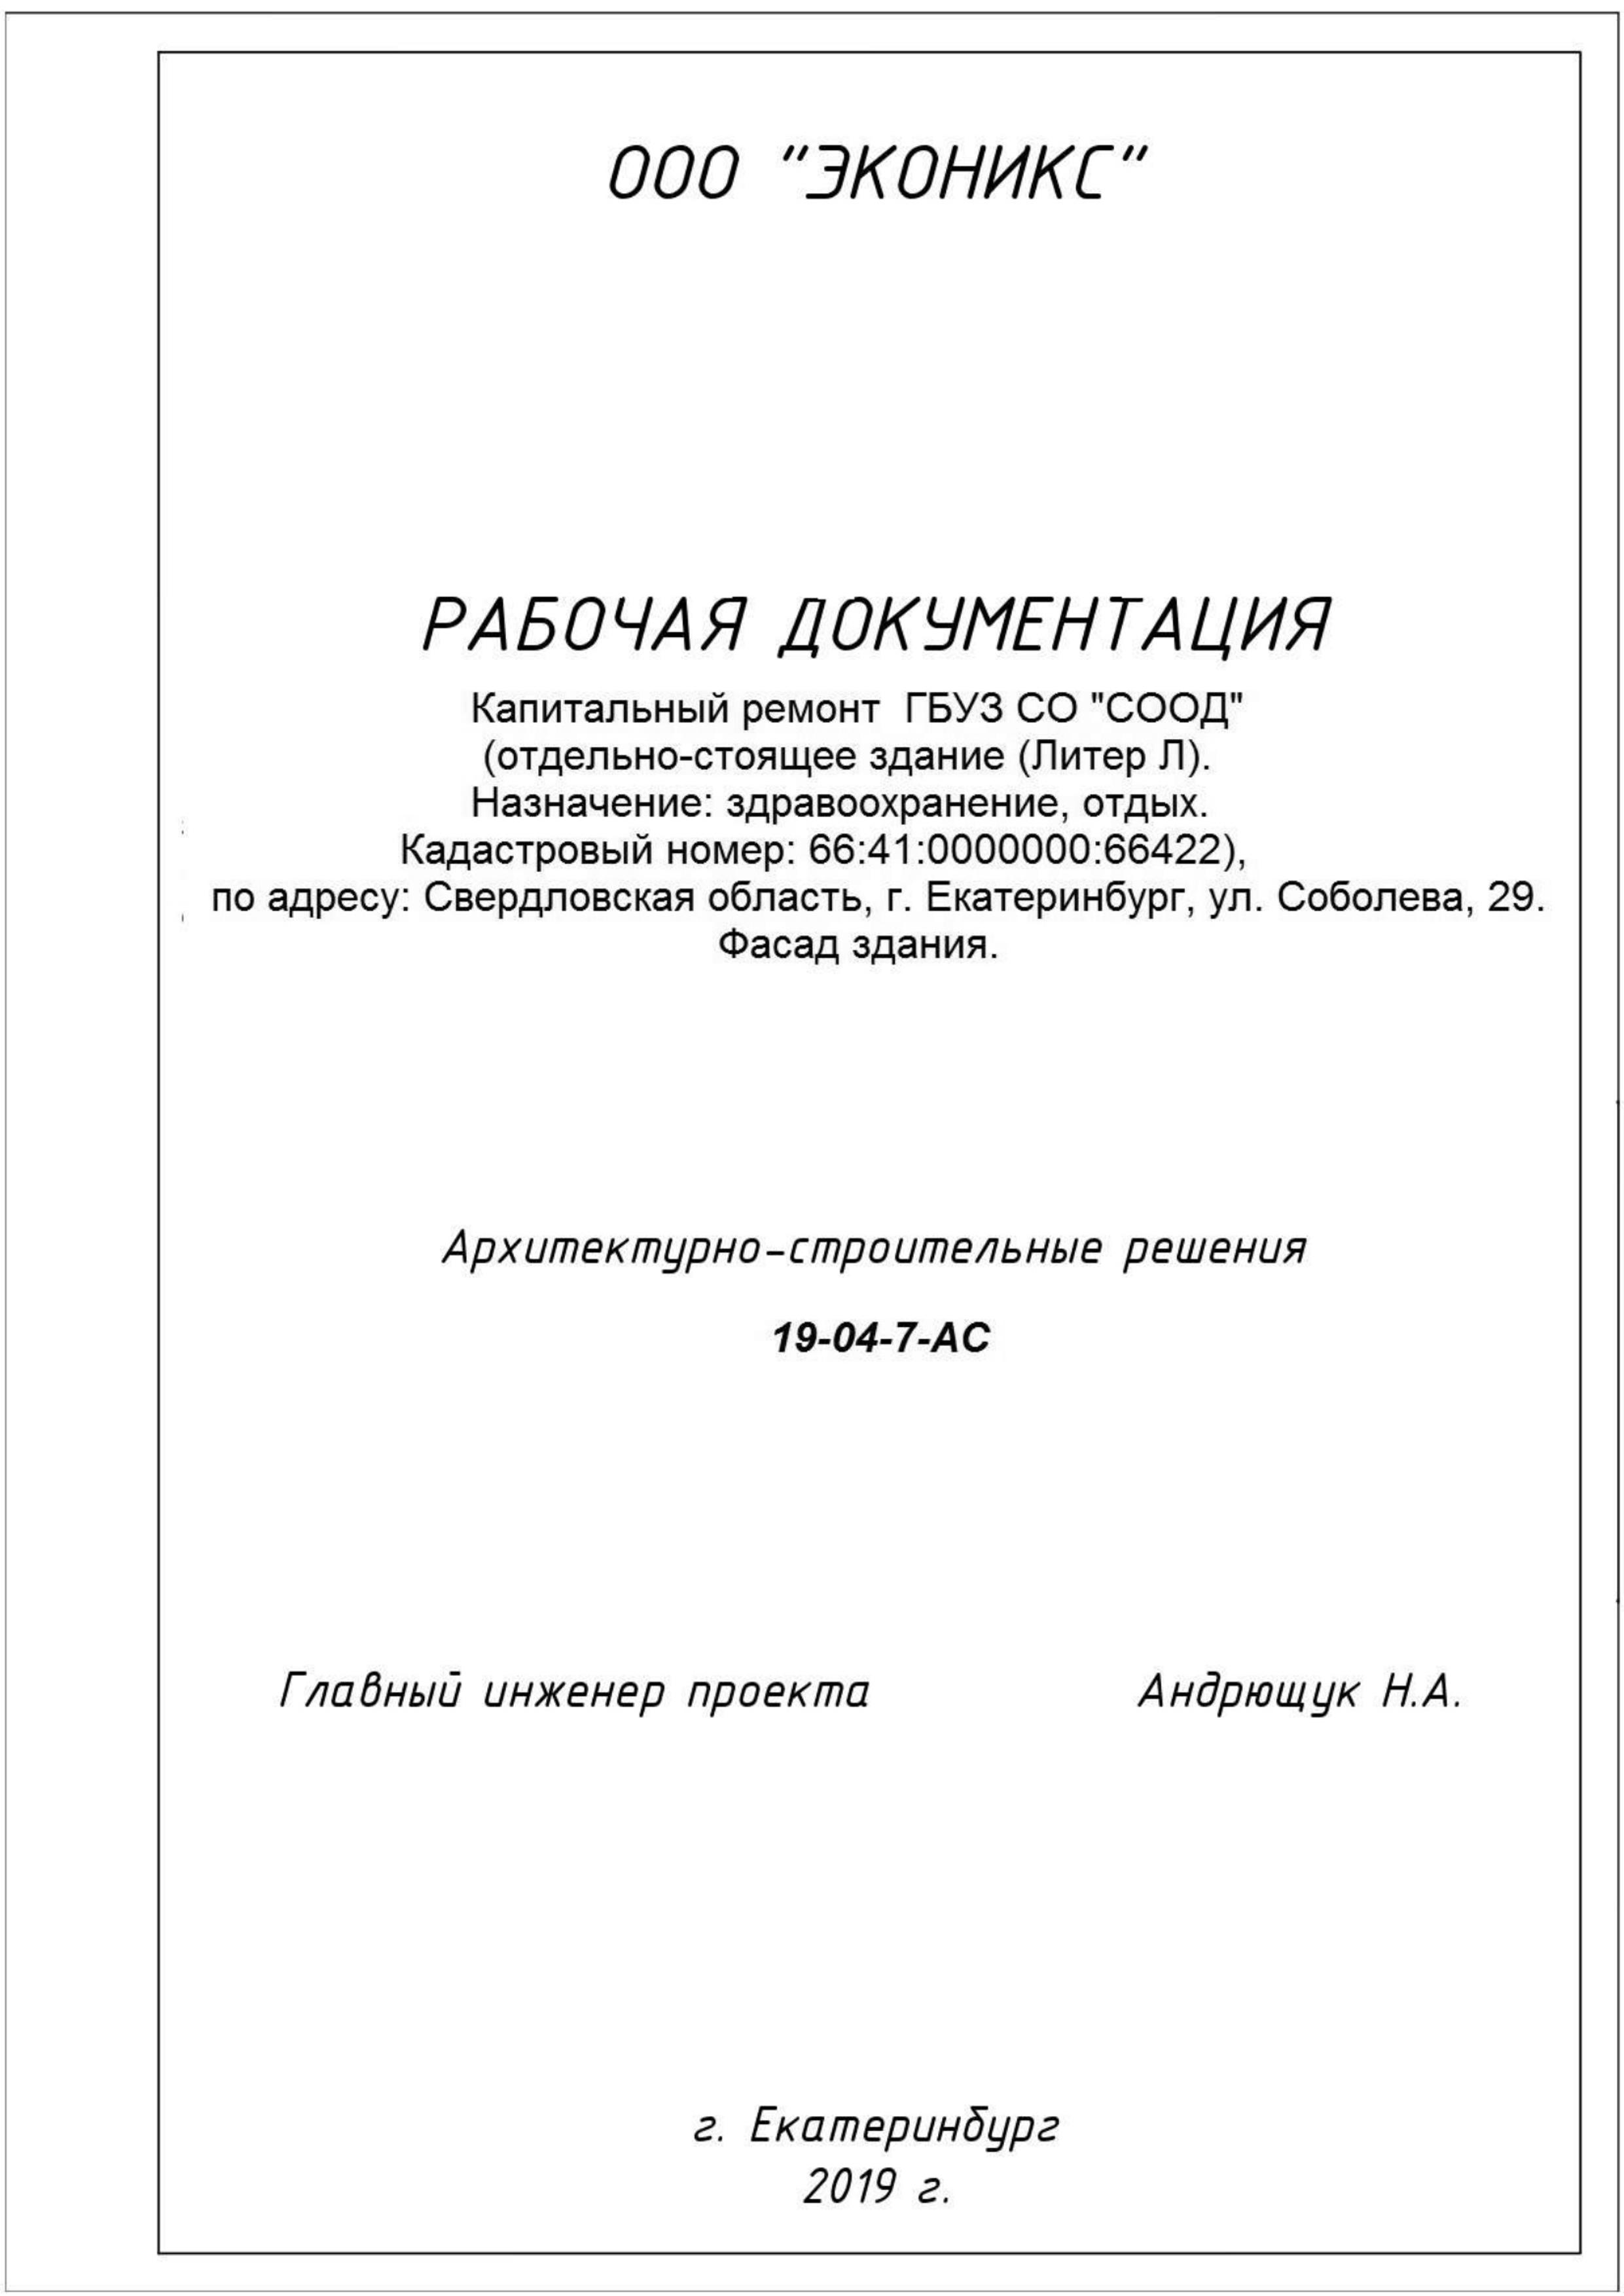 ООО "ЭКОНИКС"
РАБОЧАЯ ДОКУМЕНТАЦИЯ
Капитальный ремонт ГБУЗ СО "СООД"
(отдельно-стоящее здание (Литер Л).
Назначение: здравоохранение, отдых.
Кадастровый номер: 66:41:0000000:66422),
по адресу: Свердловская область, г. Екатеринбург, ул. Соболева, 29.
Фасад здания.
Архитектурно-строительные решения
19-04-7-АС
Главный инженер проекта Андрющук Н.А.
г. Екатеринбург
2019 г.